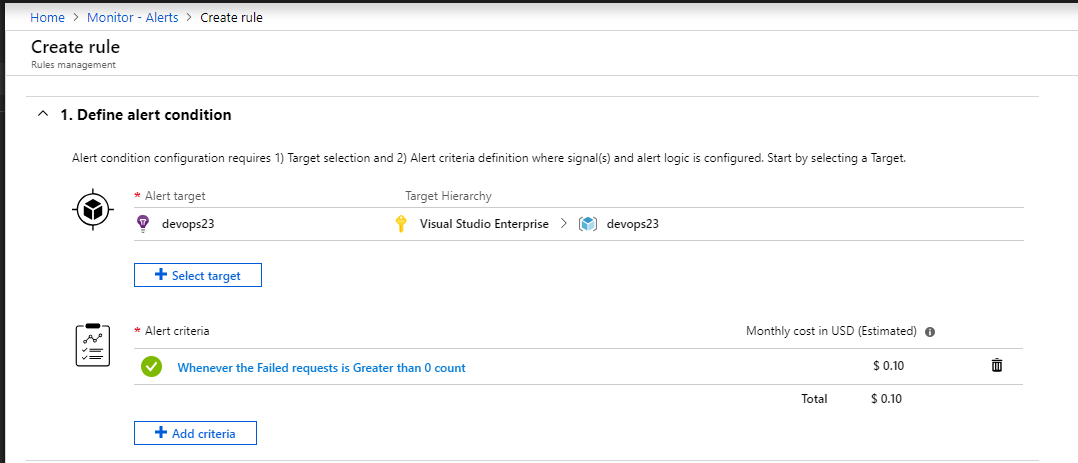 Home > Monitor - Alerts > Create rule
Create rule
Rules management
1. Define alert condition
Alert condition configuration requires 1) Target selection and 2) Alert criteria definition where signal(s) and alert logic is configured. Start by selecting a Target.
* Alert target Target Hierarchy
devops23 Visual Studio Enterprise > devops23
+ Select target
* Alert criteria Monthly cost in USD (Estimated)
Whenever the Failed requests is Greater than 0 count $ 0.10
Total $ 0.10
+ Add criteria